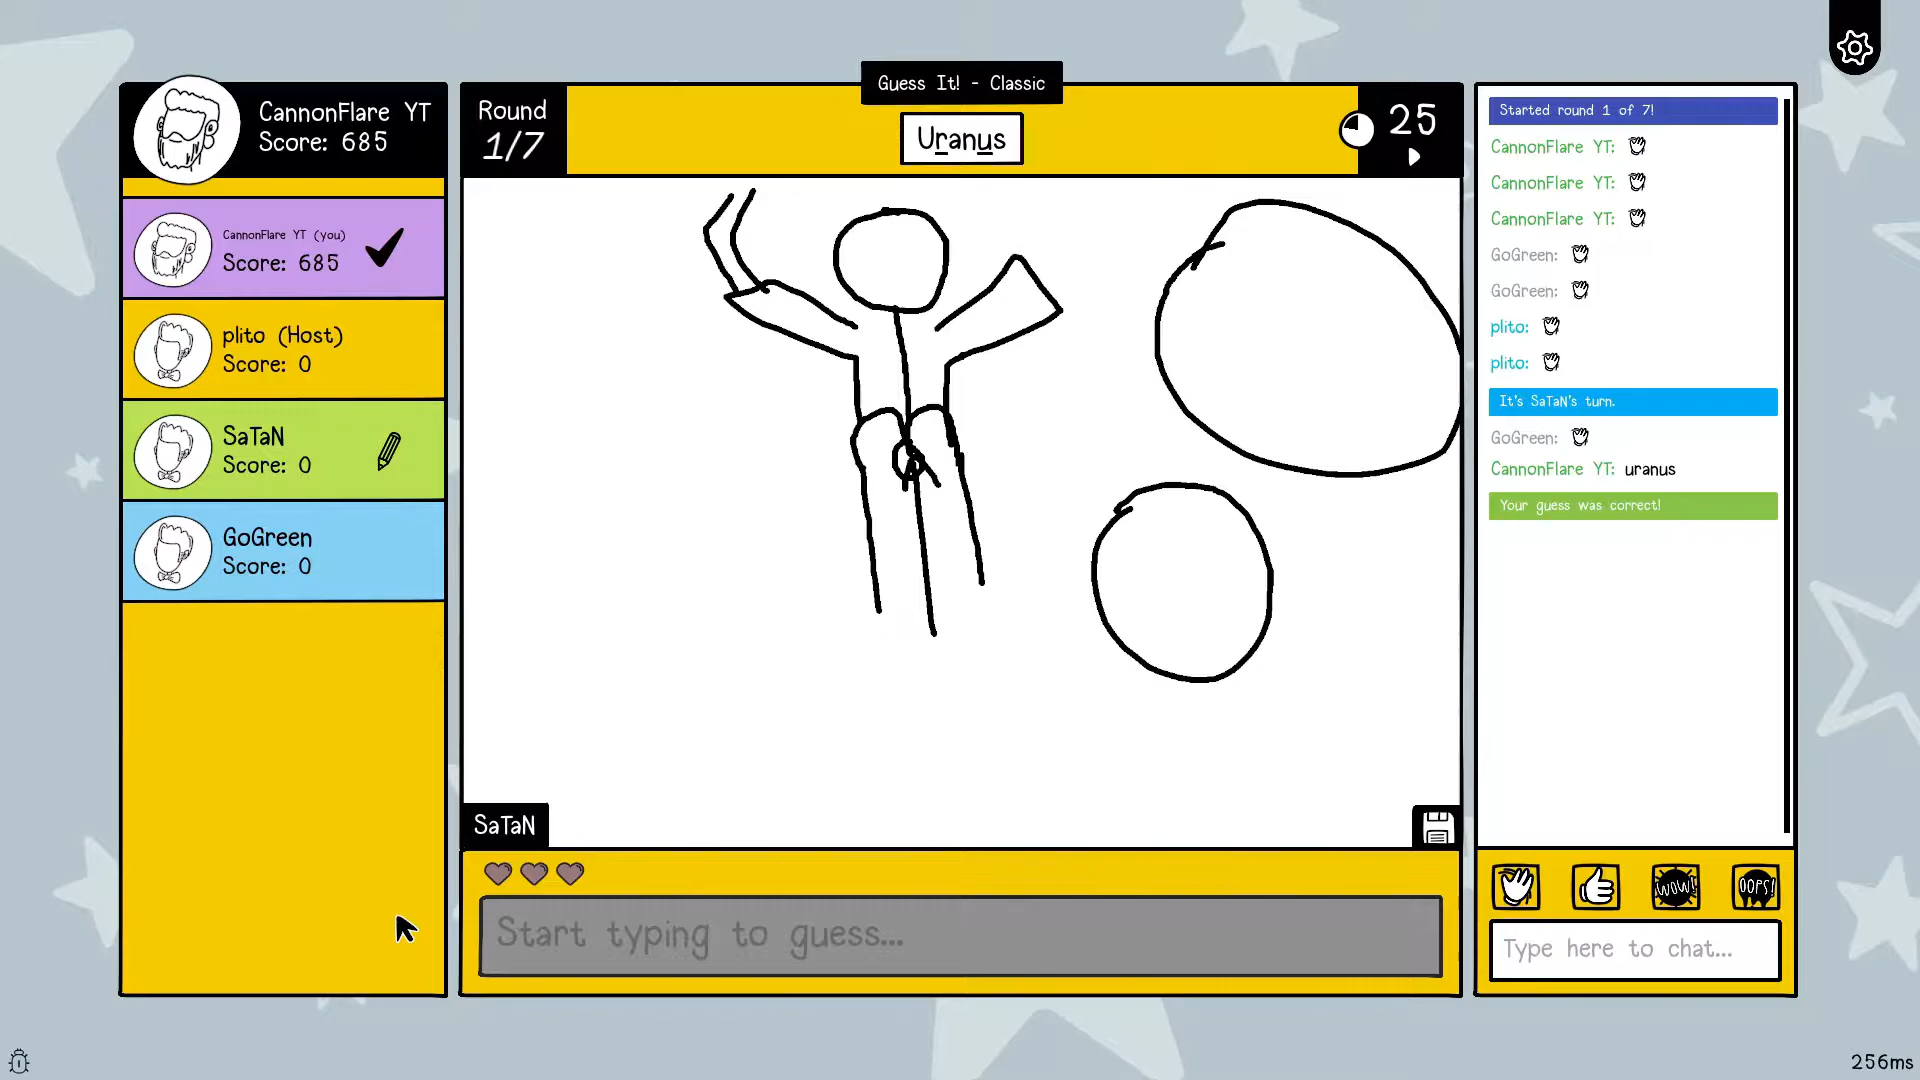 Guess It! - Classic
CannonFlare YT
Score: 685
Round
1/7
Uranus
25
CannonFlare YT (you)
Score: 685
plito (Host)
Score: 0
SaTaN
Score: 0
GoGreen
Score: 0
SaTaN
Start typing to guess...
Started round 1 of 7!
CannonFlare YT:
CannonFlare YT:
CannonFlare YT:
GoGreen:
GoGreen:
plito:
plito:
It's SaTaN's turn.
GoGreen:
CannonFlare YT: uranus
Your guess was correct!
WOW!
OOPS!
Type here to chat...
256ms